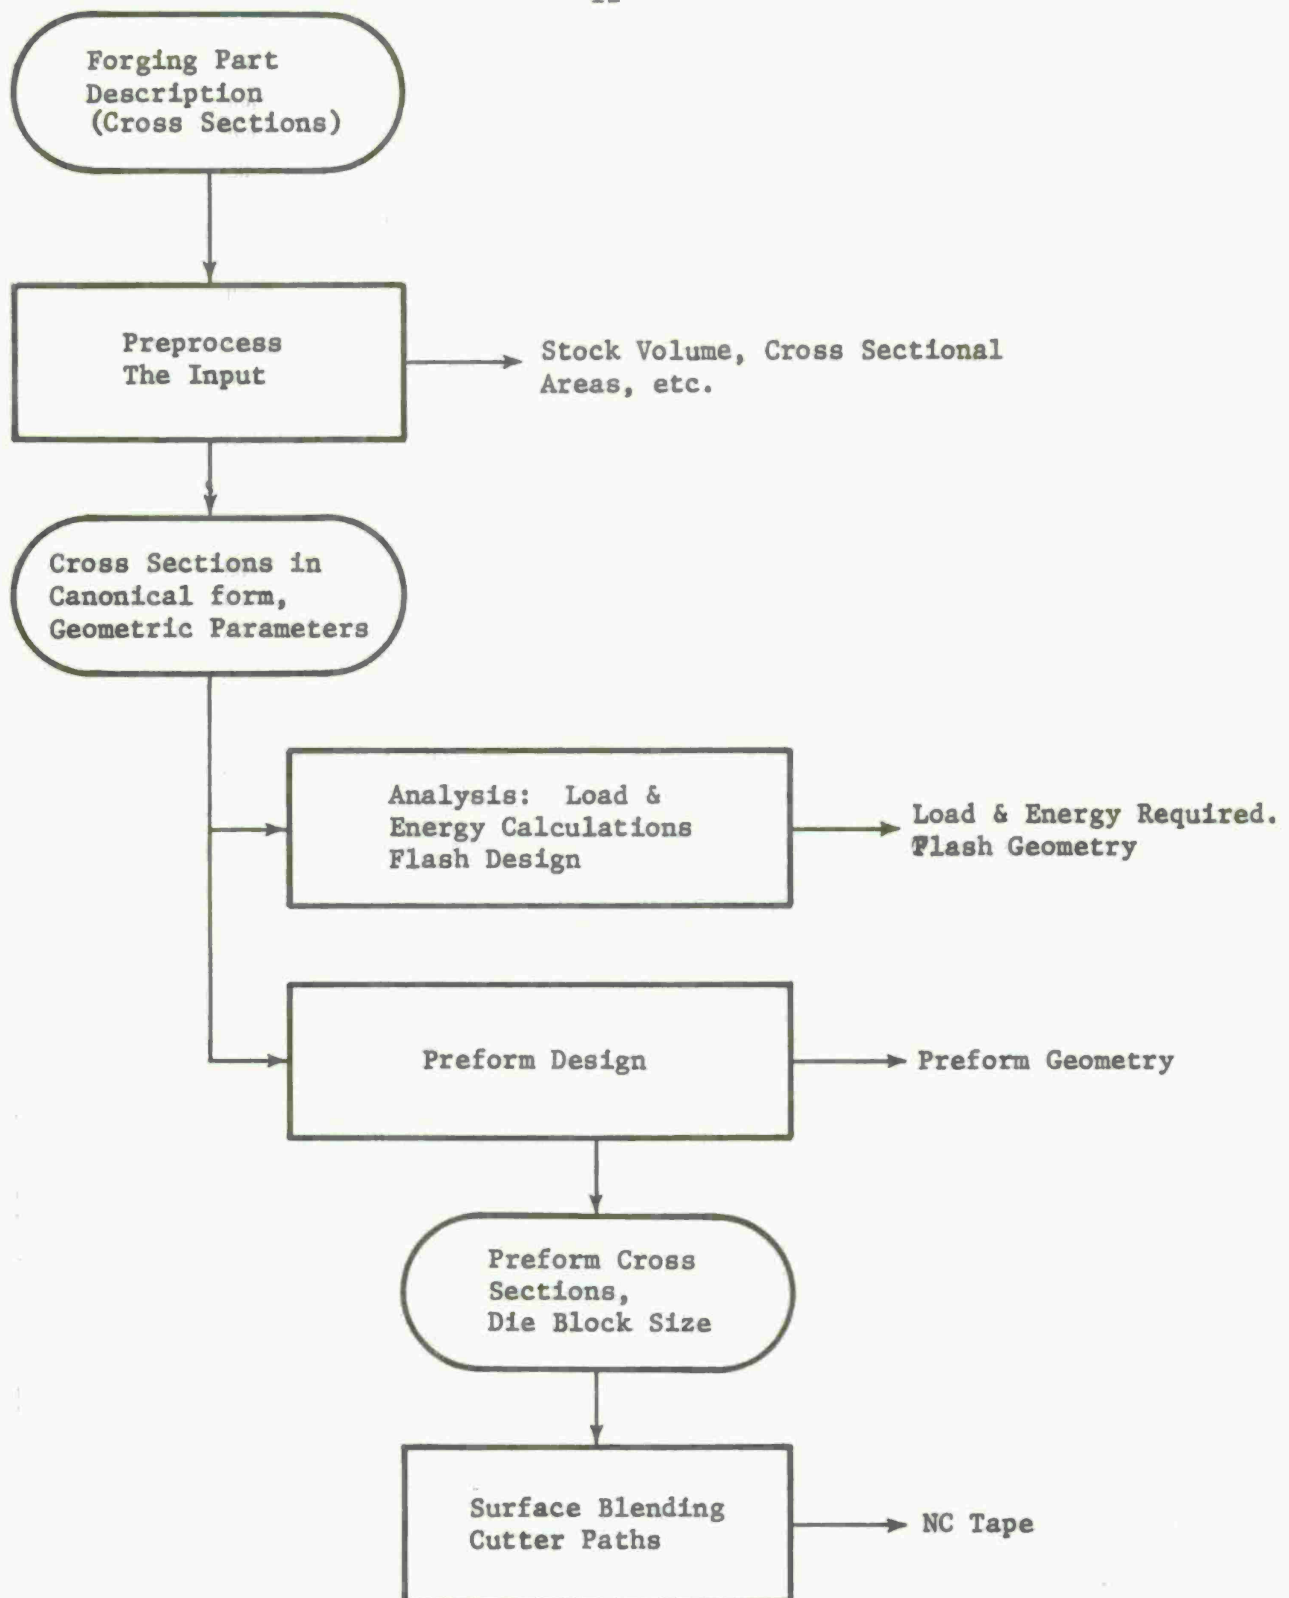 Forging Part
Description
(Cross Sections)
Preprocess
The Input
Stock Volume, Cross Sectional
Areas, etc.
Cross Sections in
Canonical form,
Geometric Parameters
Analysis: Load &
Energy Calculations
Flash Design
Load & Energy Required.
Flash Geometry
Preform Design
Preform Geometry
Preform Cross
Sections,
Die Block Size
Surface Blending
Cutter Paths
NC Tape